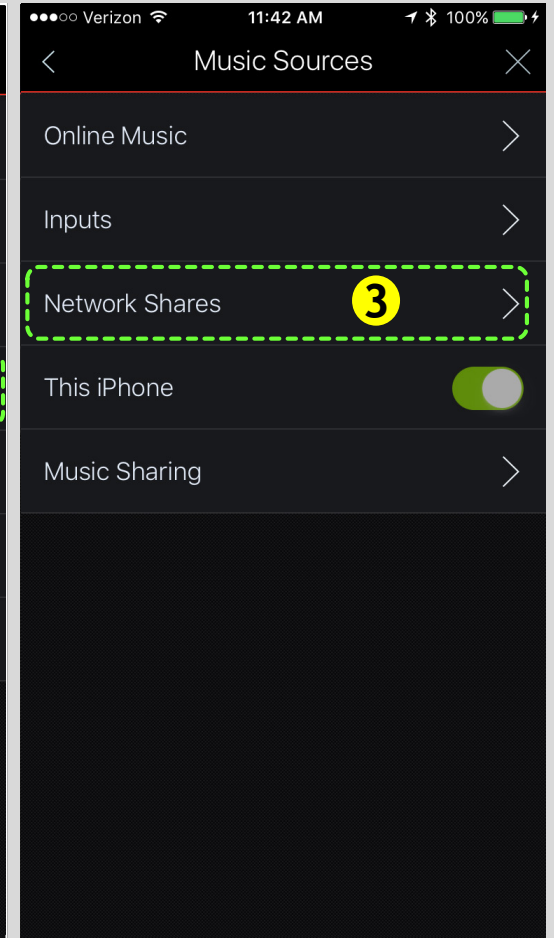 Verizon 11:42 AM 100%
Music Sources
Online Music
Inputs
Network Shares 3
This iPhone
Music Sharing